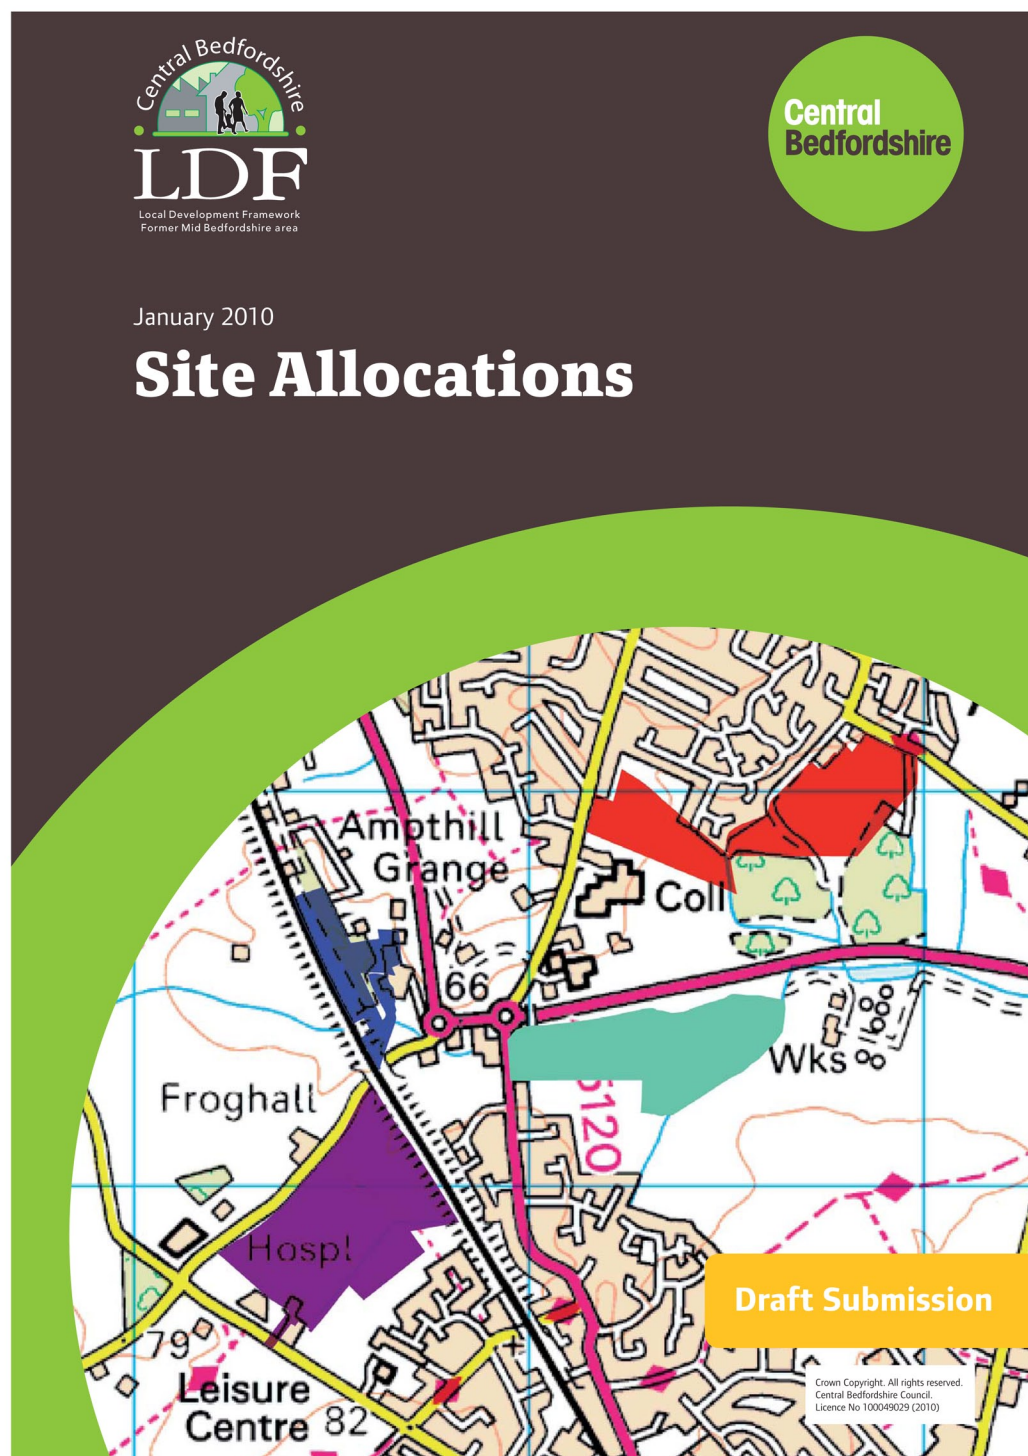 Central Bedfordshire
LDF
Local Development Framework
Former Mid Bedfordshire area
Central
Bedfordshire
January 2010
Site Allocations
Ampthill
Grange
Coll
66
Wks
Froghall
5120
Hospl
79
Leisure
Centre 82
Draft Submission
Crown Copyright. All rights reserved.
Central Bedfordshire Council.
Licence No 100049029 (2010)